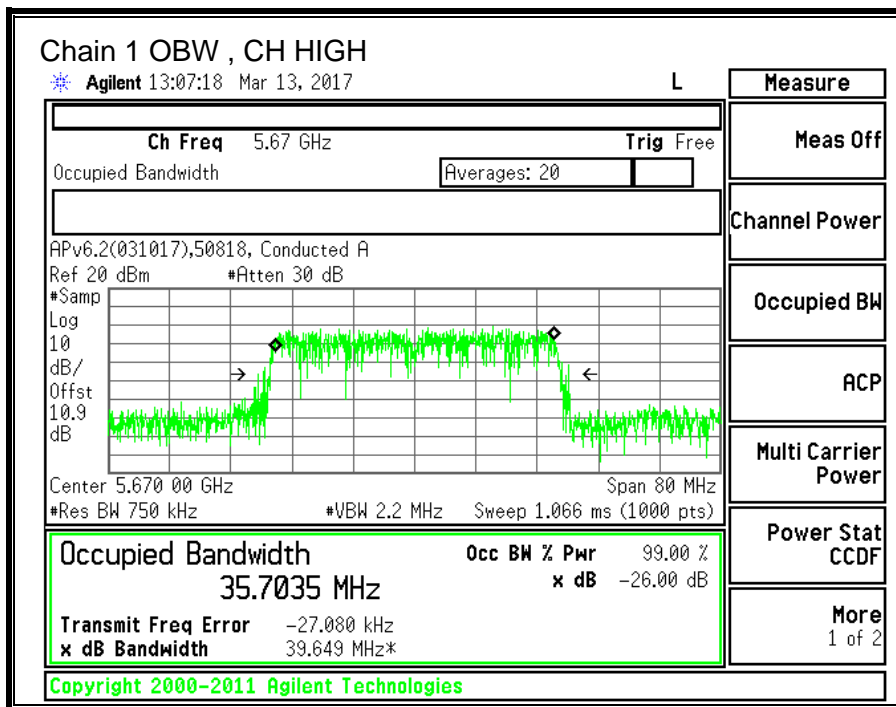 Chain 1 OBW , CH HIGH
Agilent 13:07:18 Mar 13, 2017 L
Measure
Ch Freq 5.67 GHz Trig Free
Meas Off
Occupied Bandwidth Averages: 20
Channel Power
APv6.2(031017),50818, Conducted A
Ref 20 dBm #Atten 30 dB
#Samp
Log
10
dB/
Offst
10.9
dB
Occupied BW
ACP
Multi Carrier
Power
Center 5.670 00 GHz Span 80 MHz
#Res BW 750 kHz #VBW 2.2 MHz Sweep 1.066 ms (1000 pts)
Power Stat
CCDF
Occupied Bandwidth Occ BW % Pwr 99.00 %
35.7035 MHz x dB -26.00 dB
Transmit Freq Error -27.080 kHz
x dB Bandwidth 39.649 MHz*
More
1 of 2
Copyright 2000-2011 Agilent Technologies